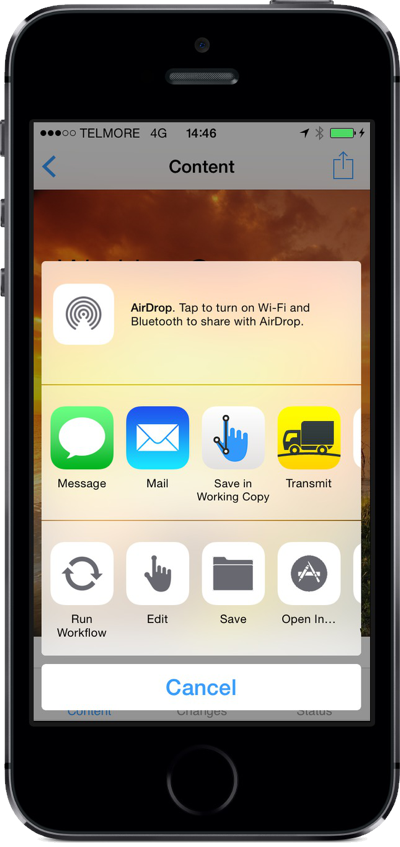 TELMORE 4G 14:46
Content
AirDrop. Tap to turn on Wi-Fi and
Bluetooth to share with AirDrop.
Message
Mail
Save in
Working Copy
Transmit
Run
Workflow
Edit
Save
Open In...
Cancel
Content
Changes
Status